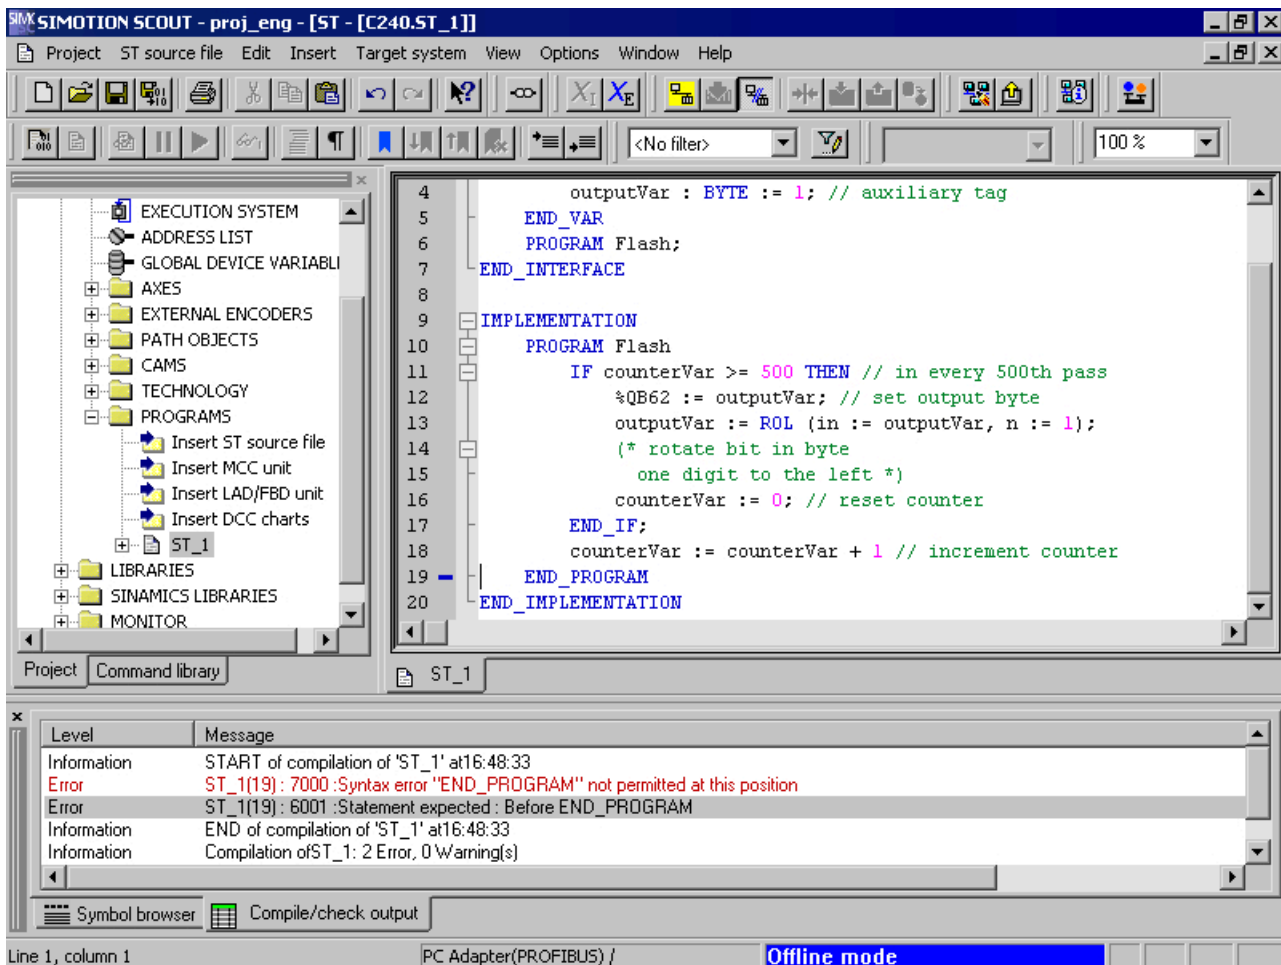 SIMOTION SCOUT - proj_eng - [ST - [C240.ST_1]]
Project ST source file Edit Insert Target system View Options Window Help
<No filter> 100 %
EXECUTION SYSTEM
ADDRESS LIST
GLOBAL DEVICE VARIABL
AXES
EXTERNAL ENCODERS
PATH OBJECTS
CAMS
TECHNOLOGY
PROGRAMS
Insert ST source file
Insert MCC unit
Insert LAD/FBD unit
Insert DCC charts
ST_1
LIBRARIES
SINAMICS LIBRARIES
MONITOR
Project Command library
4 outputVar : BYTE := 1; // auxiliary tag
5 END_VAR
6 PROGRAM Flash;
7 END_INTERFACE
8
9 IMPLEMENTATION
10 PROGRAM Flash
11 IF counterVar >= 500 THEN // in every 500th pass
12 %QB62 := outputVar; // set output byte
13 outputVar := ROL (in := outputVar, n := 1);
14 (* rotate bit in byte
15 one digit to the left *)
16 counterVar := 0; // reset counter
17 END_IF;
18 counterVar := counterVar + 1 // increment counter
19 END_PROGRAM
20 END_IMPLEMENTATION
ST_1
Level Message
Information START of compilation of 'ST_1' at16:48:33
Error ST_1(19) : 7000 :Syntax error "END_PROGRAM" not permitted at this position
Error ST_1(19) : 6001 :Statement expected : Before END_PROGRAM
Information END of compilation of 'ST_1' at16:48:33
Information Compilation ofST_1: 2 Error, 0 Warning(s)
Symbol browser Compile/check output
Line 1, column 1 PC Adapter(PROFIBUS) / Offline mode